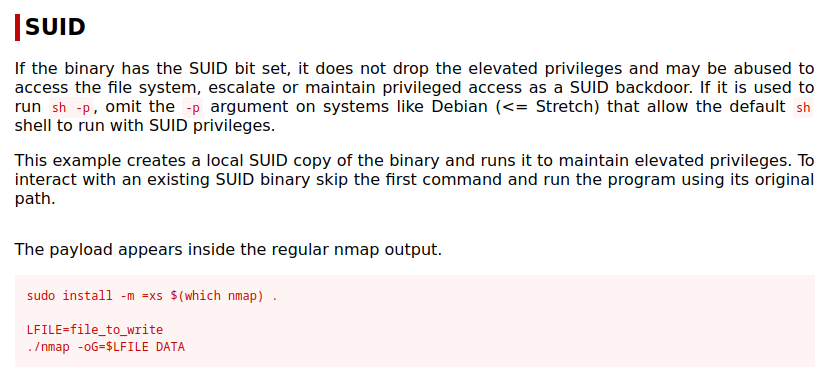 SUID
If the binary has the SUID bit set, it does not drop the elevated privileges and may be abused to
access the file system, escalate or maintain privileged access as a SUID backdoor. If it is used to
run sh -p, omit the -p argument on systems like Debian (<= Stretch) that allow the default sh
shell to run with SUID privileges.
This example creates a local SUID copy of the binary and runs it to maintain elevated privileges. To
interact with an existing SUID binary skip the first command and run the program using its original
path.
The payload appears inside the regular nmap output.
sudo install -m =xs $(which nmap) .
LFILE=file_to_write
./nmap -oG=$LFILE DATA